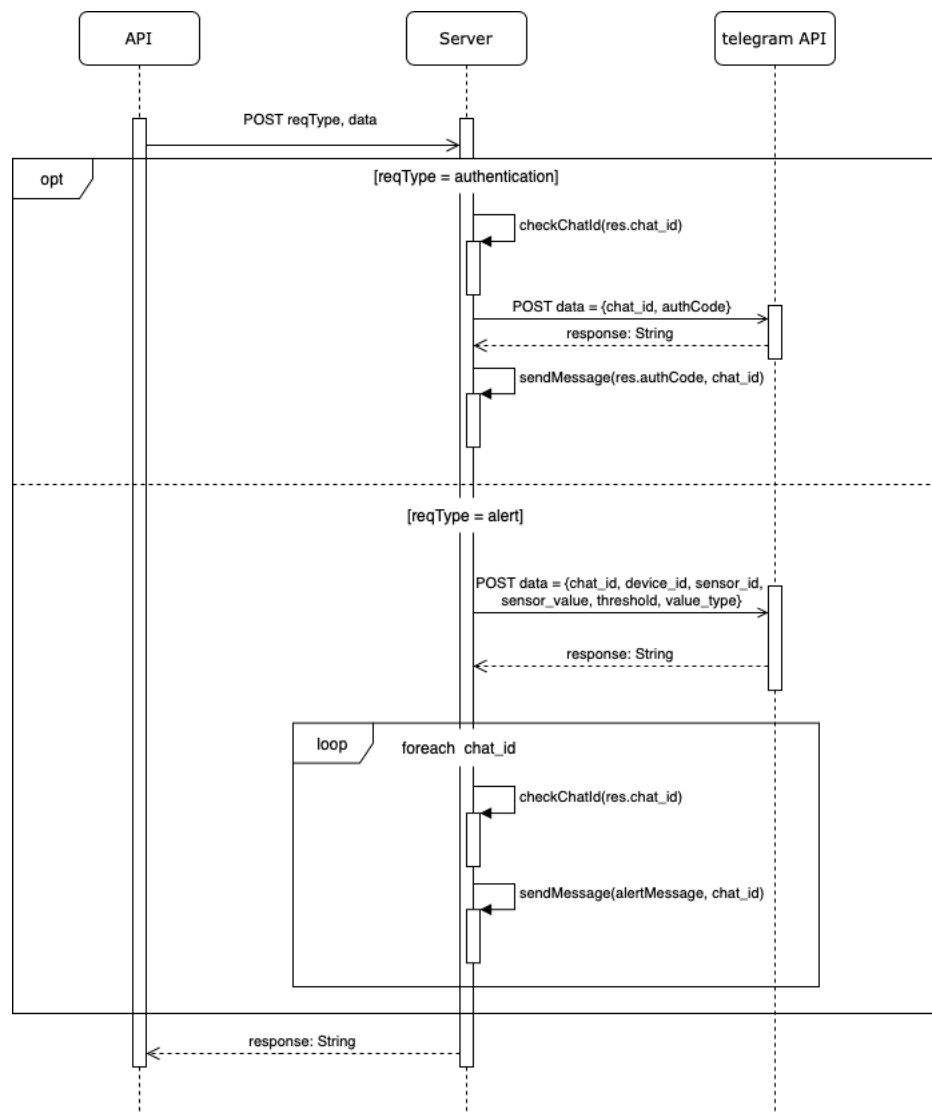 API
Server
telegram API
POST reqType, data
opt
[reqType = authentication]
checkChatId(res.chat_id)
POST data = {chat_id, authCode}
response: String
sendMessage(res.authCode, chat_id)
[reqType = alert]
POST data = {chat_id, device_id, sensor_id,
sensor_value, threshold, value_type}
response: String
loop
foreach chat_id
checkChatId(res.chat_id)
sendMessage(alertMessage, chat_id)
response: String